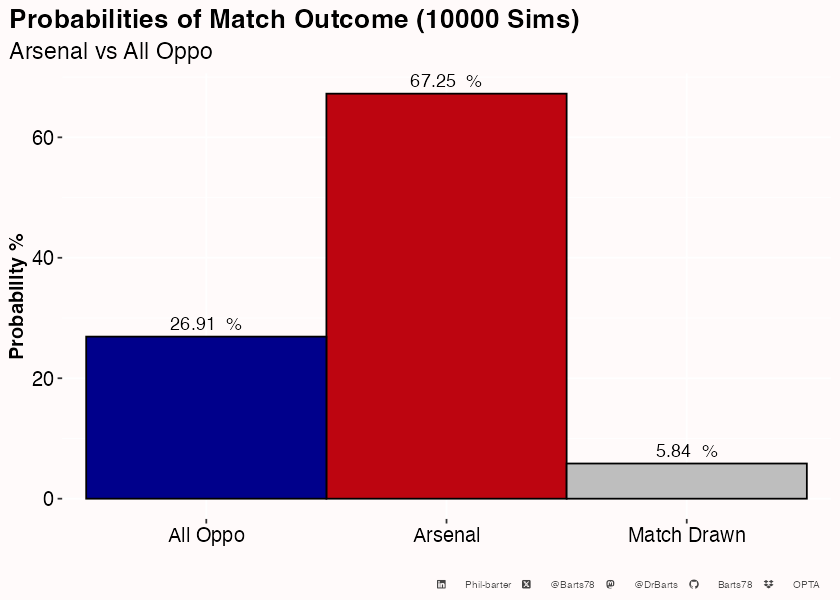 Probabilities of Match Outcome (10000 Sims)
Arsenal vs All Oppo
67.25 %
60
40
Probability %
26.91 %
20
5.84 %
0
All Oppo Arsenal Match Drawn
Phil-barter @Barts78 @DrBarts Barts78 OPTA